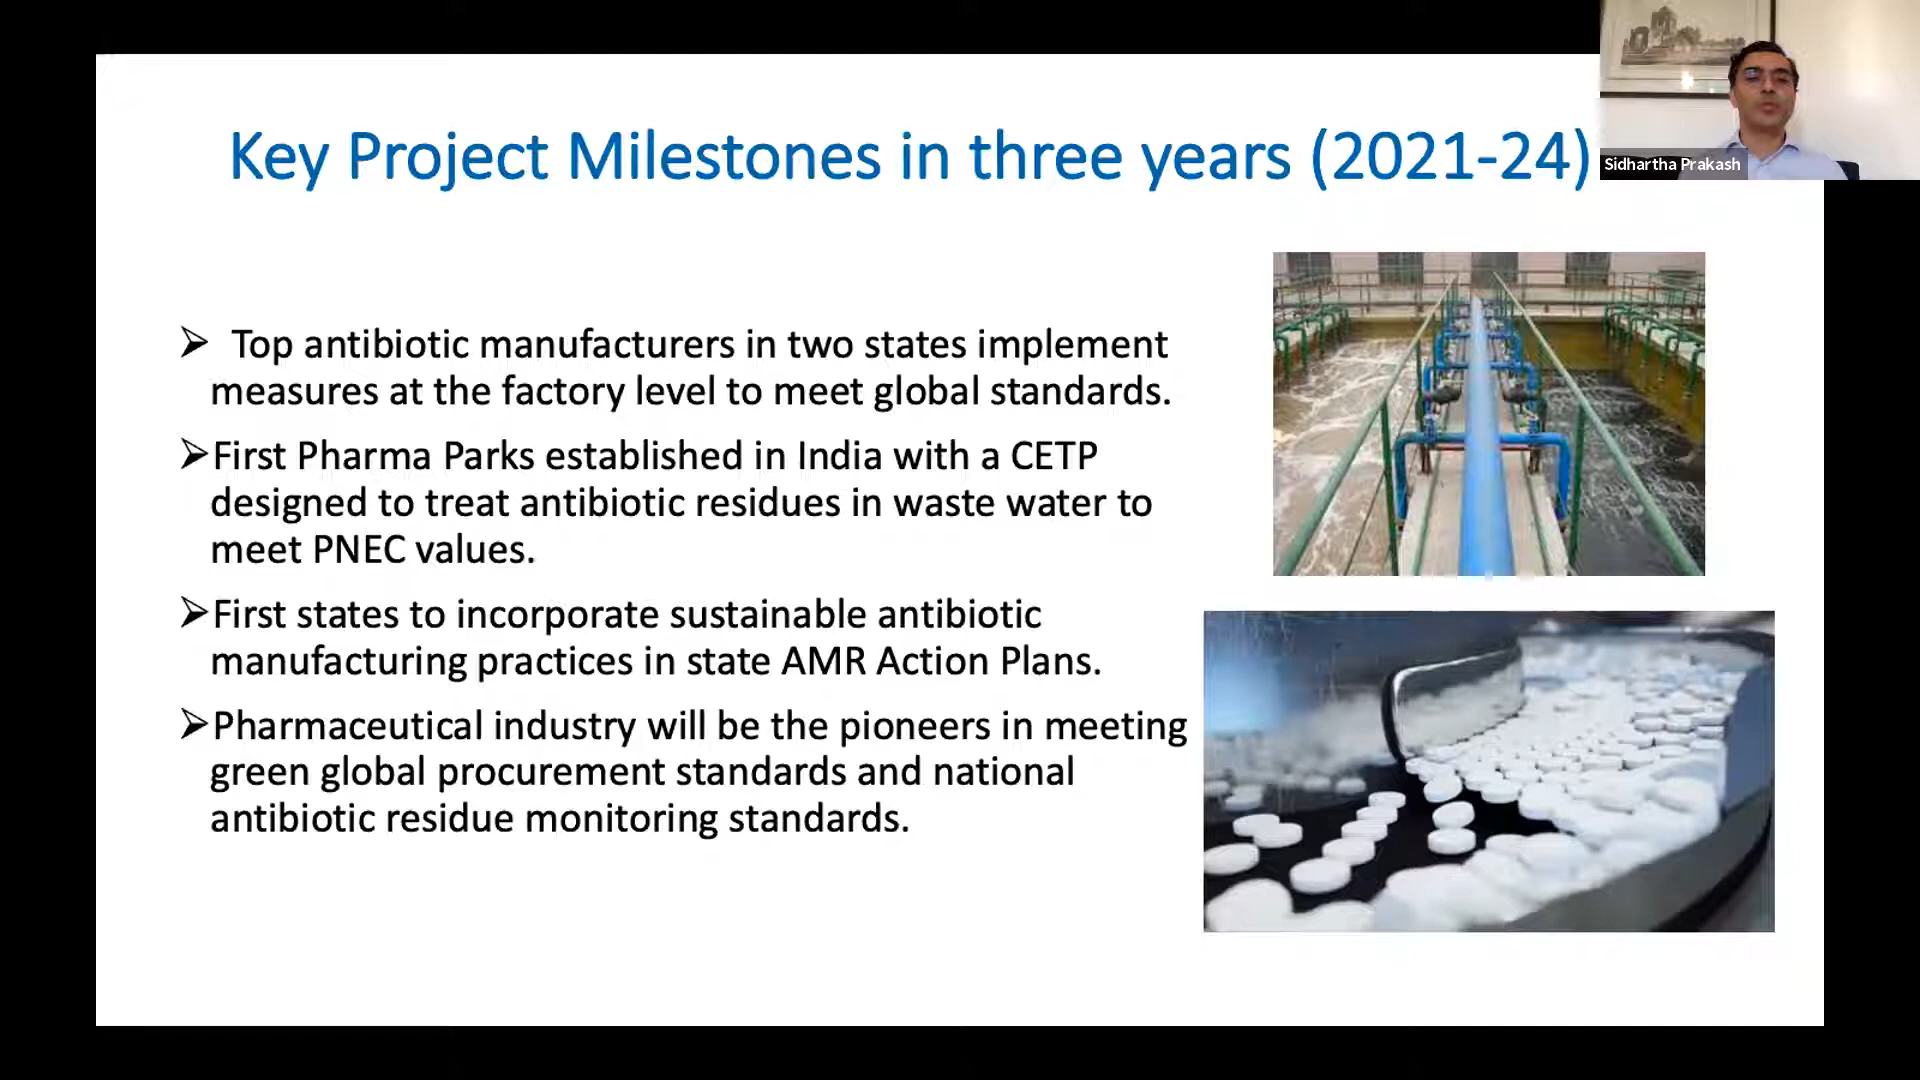 Key Project Milestones in three years (2021-24)
Sidhartha Prakash
➢ Top antibiotic manufacturers in two states implement
measures at the factory level to meet global standards.
➢First Pharma Parks established in India with a CETP
designed to treat antibiotic residues in waste water to
meet PNEC values.
➢First states to incorporate sustainable antibiotic
manufacturing practices in state AMR Action Plans.
➢Pharmaceutical industry will be the pioneers in meeting
green global procurement standards and national
antibiotic residue monitoring standards.